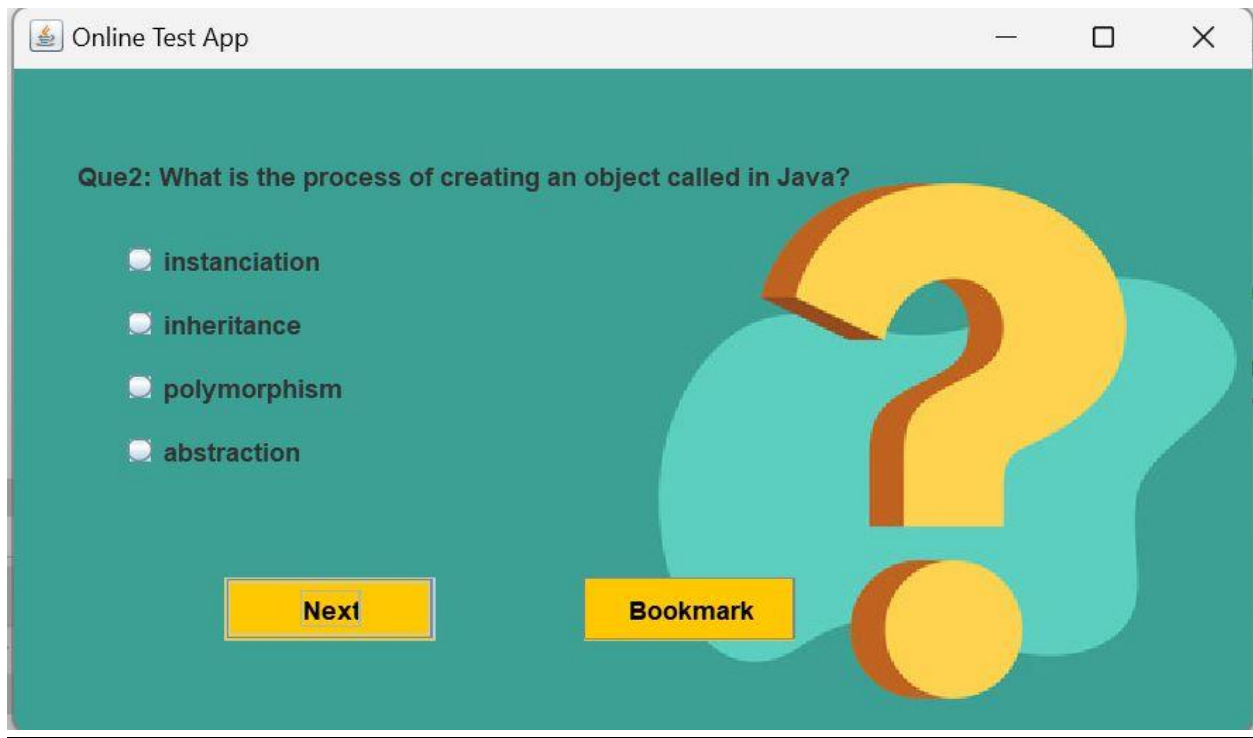 Online Test App
Que2: What is the process of creating an object called in Java?
instanciation
inheritance
polymorphism
abstraction
Next
Bookmark